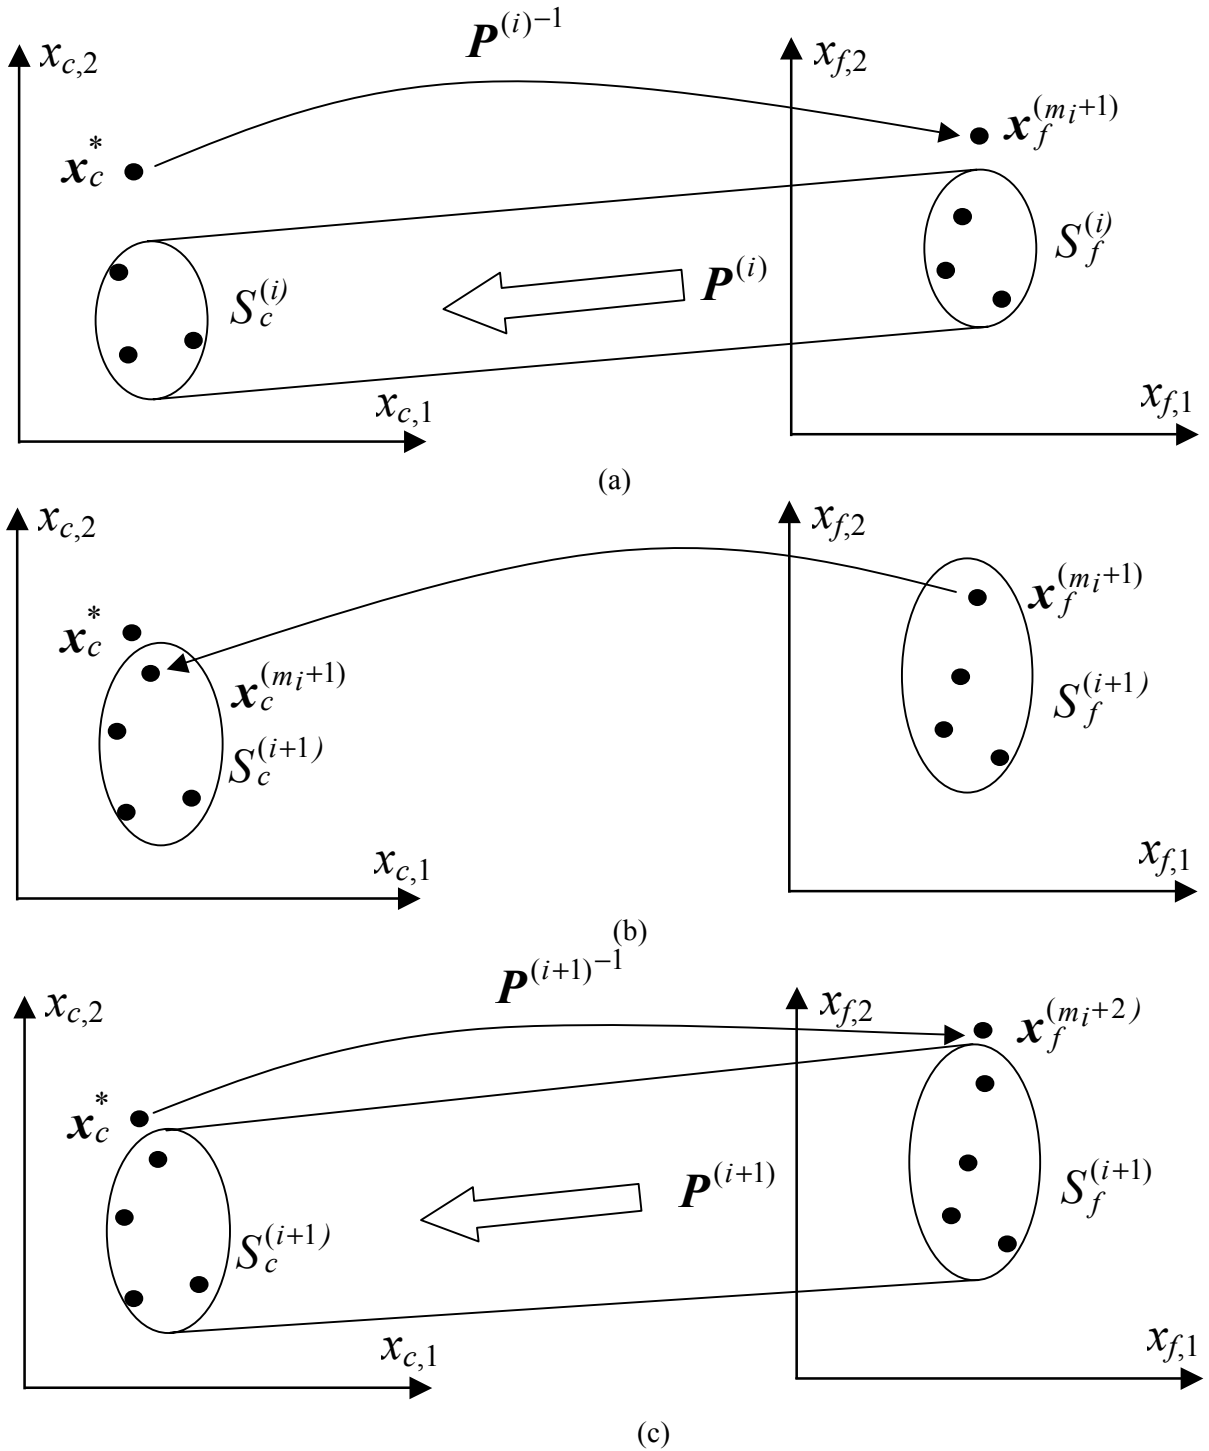 P^{(i)^{-1}}
x_{c,2}
x_{f,2}
x_c^*
x_f^{(m_i+1)}
S_f^{(i)}
S_c^{(i)}
P^{(i)}
x_{c,1}
x_{f,1}
(a)
x_{c,2}
x_{f,2}
x_c^*
x_f^{(m_i+1)}
x_c^{(m_i+1)}
S_f^{(i+1)}
S_c^{(i+1)}
x_{c,1}
x_{f,1}
(b)
P^{(i+1)^{-1}}
x_{c,2}
x_{f,2}
x_f^{(m_i+2)}
x_c^*
P^{(i+1)}
S_f^{(i+1)}
S_c^{(i+1)}
x_{c,1}
x_{f,1}
(c)